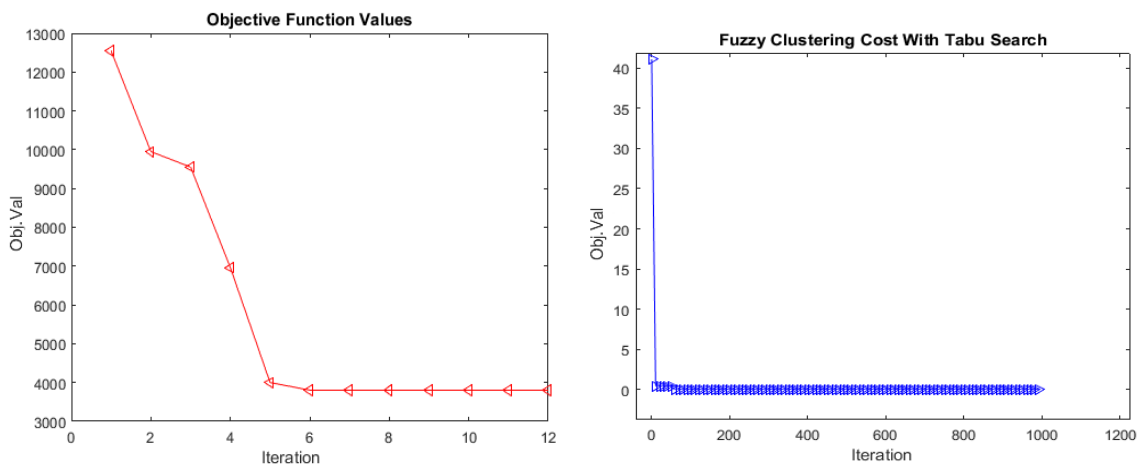 Objective Function Values
13000
12000
11000
10000
9000
8000
7000
6000
5000
4000
3000
Obj.Val
0 2 4 6 8 10 12
Iteration
Fuzzy Clustering Cost With Tabu Search
40
35
30
25
20
15
10
5
0
Obj.Val
0 200 400 600 800 1000 1200
Iteration